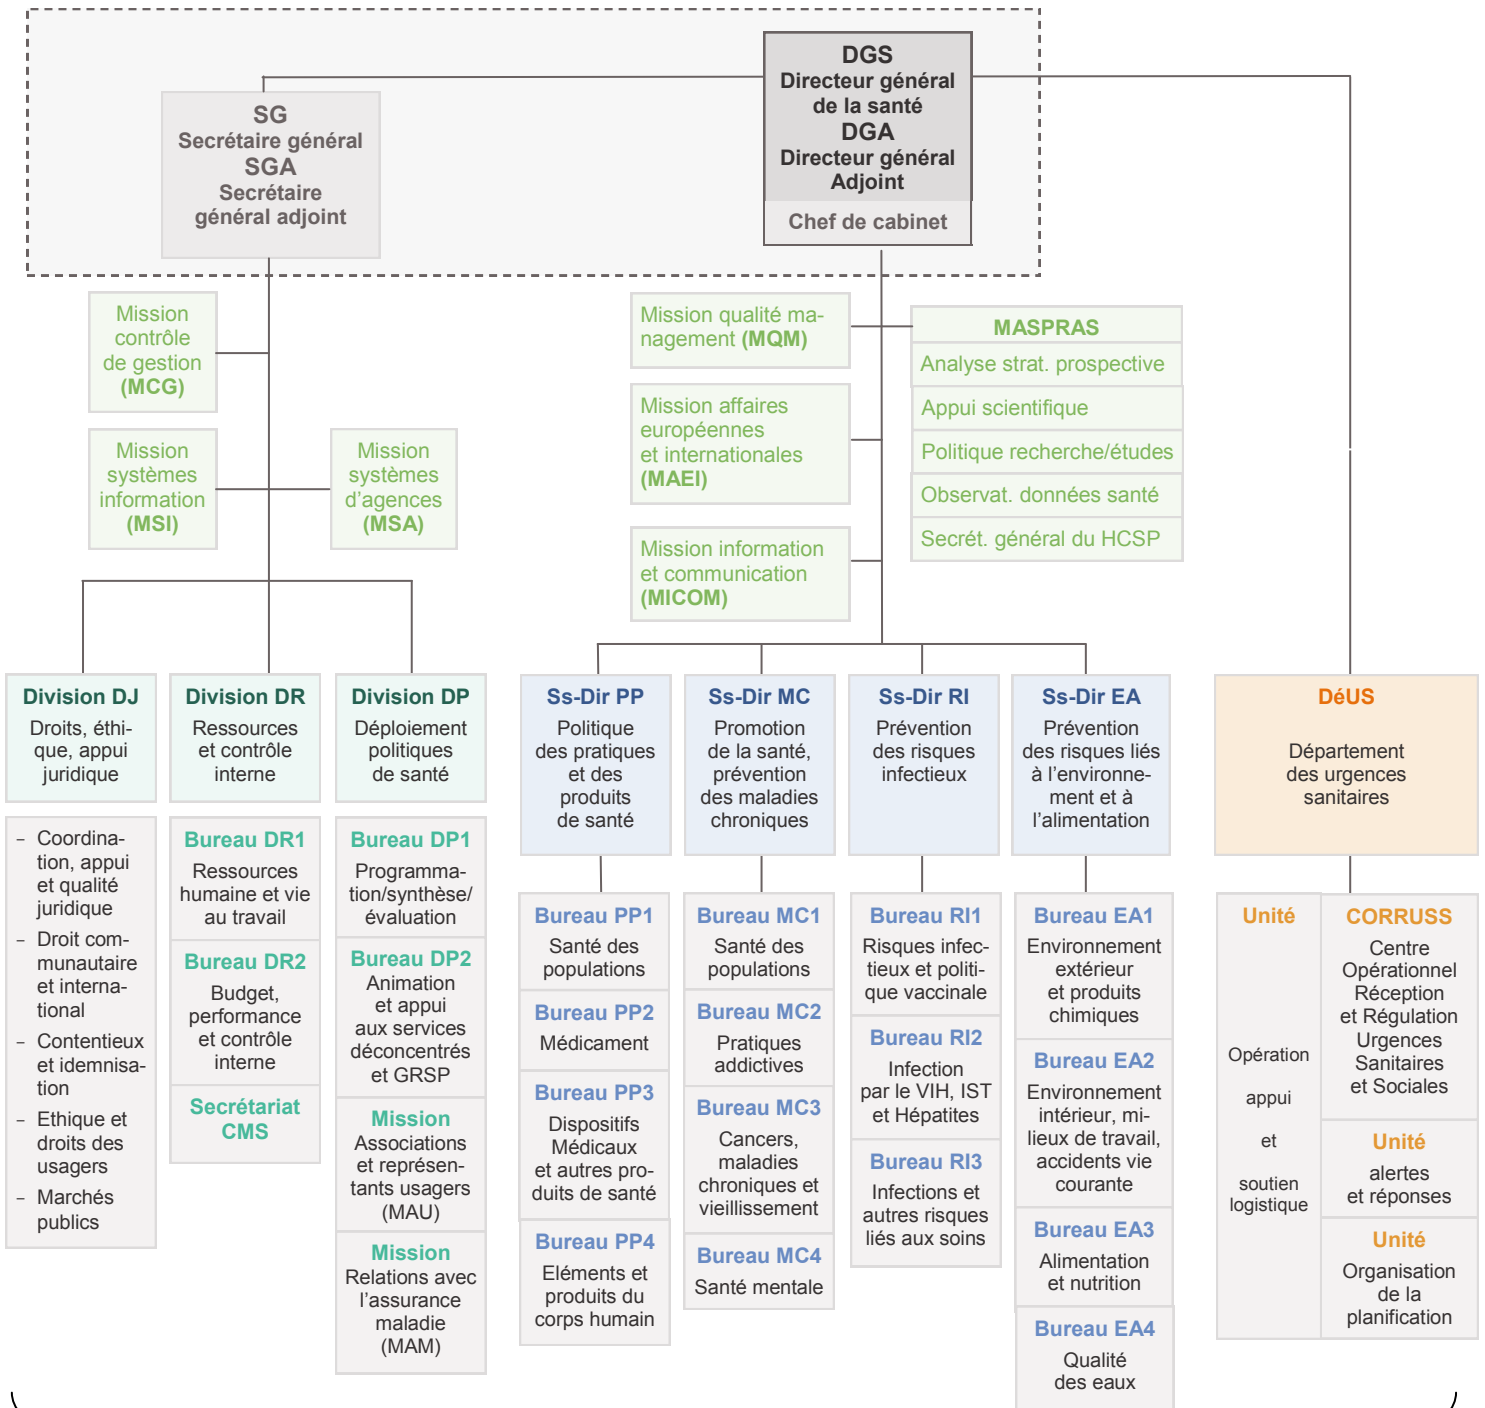 DGS
Directeur général
de la santé
DGA
Directeur général
Adjoint
Chef de cabinet
SG
Secrétaire général
SGA
Secrétaire
général adjoint
Mission
contrôle
de gestion
(MCG)
Mission
systèmes
information
(MSI)
Mission
systèmes
d’agences
(MSA)
Mission qualité ma-
nagement (MQM)
Mission affaires
européennes
et internationales
(MAEI)
Mission information
et communication
(MICOM)
MASPRAS
Analyse strat. prospective
Appui scientifique
Politique recherche/études
Observat. données santé
Secrét. général du HCSP
Division DJ
Droits, éthi-
que, appui
juridique
– Coordina-
tion, appui
et qualité
juridique
– Droit com-
munautaire
et interna-
tional
– Contentieux
et idemnisa-
tion
– Ethique et
droits des
usagers
– Marchés
publics
Division DR
Ressources
et contrôle
interne
Bureau DR1
Ressources
humaine et vie
au travail
Bureau DR2
Budget,
performance
et contrôle
interne
Secrétariat
CMS
Division DP
Déploiement
politiques
de santé
Bureau DP1
Programma-
tion/synthèse/
évaluation
Bureau DP2
Animation
et appui
aux services
déconcentrés
et GRSP
Mission
Associations
et représen-
tants usagers
(MAU)
Mission
Relations avec
l’assurance
maladie
(MAM)
Ss-Dir PP
Politique
des pratiques
et des
produits
de santé
Bureau PP1
Santé des
populations
Bureau PP2
Médicament
Bureau PP3
Dispositifs
Médicaux
et autres pro-
duits de santé
Bureau PP4
Eléments et
produits du
corps humain
Ss-Dir MC
Promotion
de la santé,
prévention
des maladies
chroniques
Bureau MC1
Santé des
populations
Bureau MC2
Pratiques
addictives
Bureau MC3
Cancers,
maladies
chroniques et
vieillissement
Bureau MC4
Santé mentale
Ss-Dir RI
Prévention
des risques
infectieux
Bureau RI1
Risques infec-
tieux et politi-
que vaccinale
Bureau RI2
Infection
par le VIH, IST
et Hépatites
Bureau RI3
Infections et
autres risques
liés aux soins
Ss-Dir EA
Prévention
des risques liés
à l’environne-
ment et à
l’alimentation
Bureau EA1
Environnement
extérieur
et produits
chimiques
Bureau EA2
Environnement
intérieur, mi-
lieux de travail,
accidents vie
courante
Bureau EA3
Alimentation
et nutrition
Bureau EA4
Qualité
des eaux
DéUS
Département
des urgences
sanitaires
Unité
Opération
appui
et
soutien
logistique
CORRUSS
Centre
Opérationnel
Réception
et Régulation
Urgences
Sanitaires
et Sociales
Unité
alertes
et réponses
Unité
Organisation
de la
planification